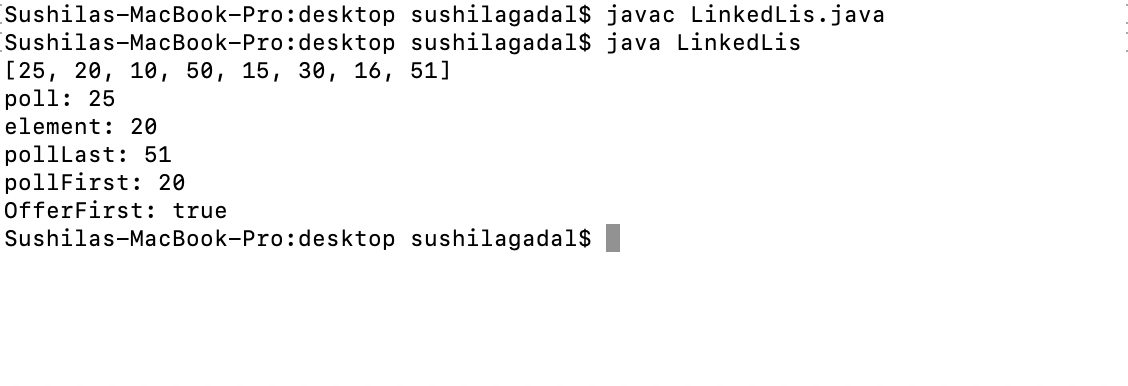 Sushilas-MacBook-Pro:desktop sushilagadal$ javac LinkedLis.java
Sushilas-MacBook-Pro:desktop sushilagadal$ java LinkedLis
[25, 20, 10, 50, 15, 30, 16, 51]
poll: 25
element: 20
pollLast: 51
pollFirst: 20
OfferFirst: true
Sushilas-MacBook-Pro:desktop sushilagadal$